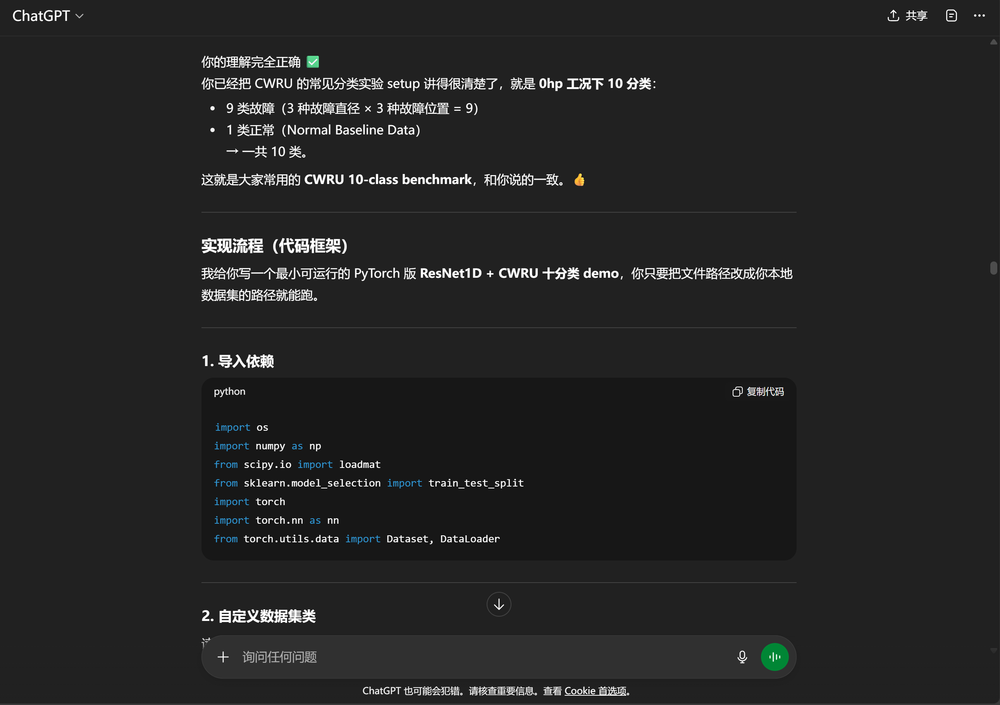 ChatGPT
共享
你的理解完全正确 ✅
你已经把 CWRU 的常见分类实验 setup 讲得很清楚了，就是 0hp 工况下 10 分类：
• 9 类故障（3 种故障直径 × 3 种故障位置 = 9）
• 1 类正常（Normal Baseline Data）
→ 一共 10 类。
这就是大家常用的 CWRU 10-class benchmark，和你说的一致。👍
实现流程（代码框架）
我给你写一个最小可运行的 PyTorch 版 ResNet1D + CWRU 十分类 demo，你只要把文件路径改成你本地
数据集的路径就能跑。
1. 导入依赖
python
复制代码
import os
import numpy as np
from scipy.io import loadmat
from sklearn.model_selection import train_test_split
import torch
import torch.nn as nn
from torch.utils.data import Dataset, DataLoader
2. 自定义数据集类
询问任何问题
ChatGPT 也可能会犯错。请核查重要信息。查看 Cookie 首选项。